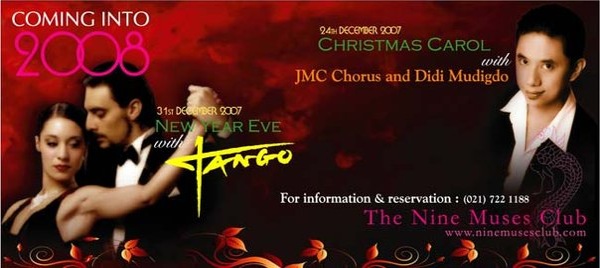 COMING INTO
2008
31ST DECEMBER 2007
NEW YEAR EVE
with
TANGO
24TH DECEMBER 2007
CHRISTMAS CAROL
with
JMC Chorus and Didi Mudigdo
For information & reservation : (021) 722 1188
The Nine Muses Club
www.ninemusesclub.com